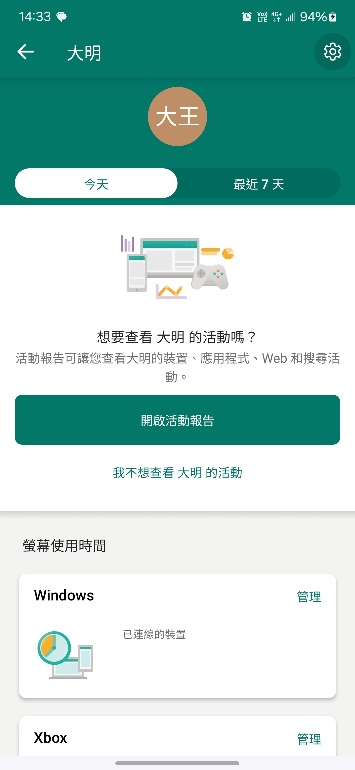 14:33
Vo) LTE 4G+ 94%
大明
大王
今天
最近 7 天
想要查看 大明 的活動嗎？
活動報告可讓您查看大明的裝置、應用程式、Web 和搜尋活
動。
開啟活動報告
我不想查看 大明 的活動
螢幕使用時間
Windows
管理
已連線的裝置
Xbox
管理